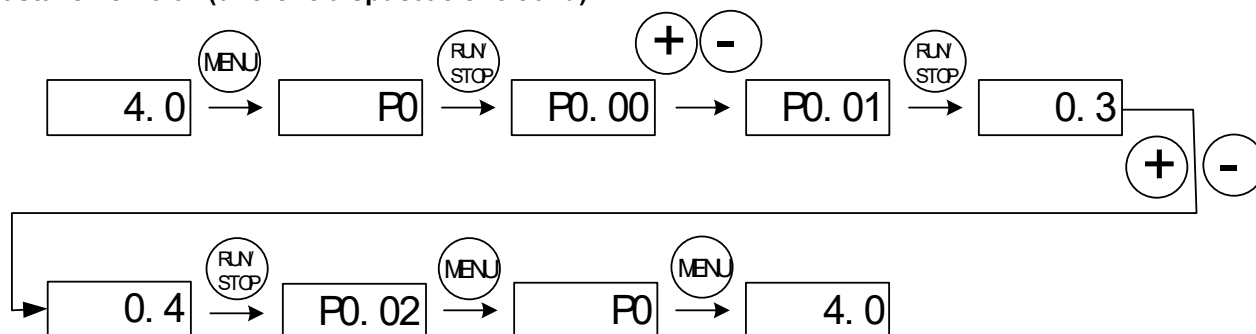 MENU RUN/ STOP + - RUN/ STOP
4. 0 P0 P0. 00 P0. 01 0. 3
+ -
RUN/ STOP MENU MENU
0. 4 P0. 02 P0 4. 0